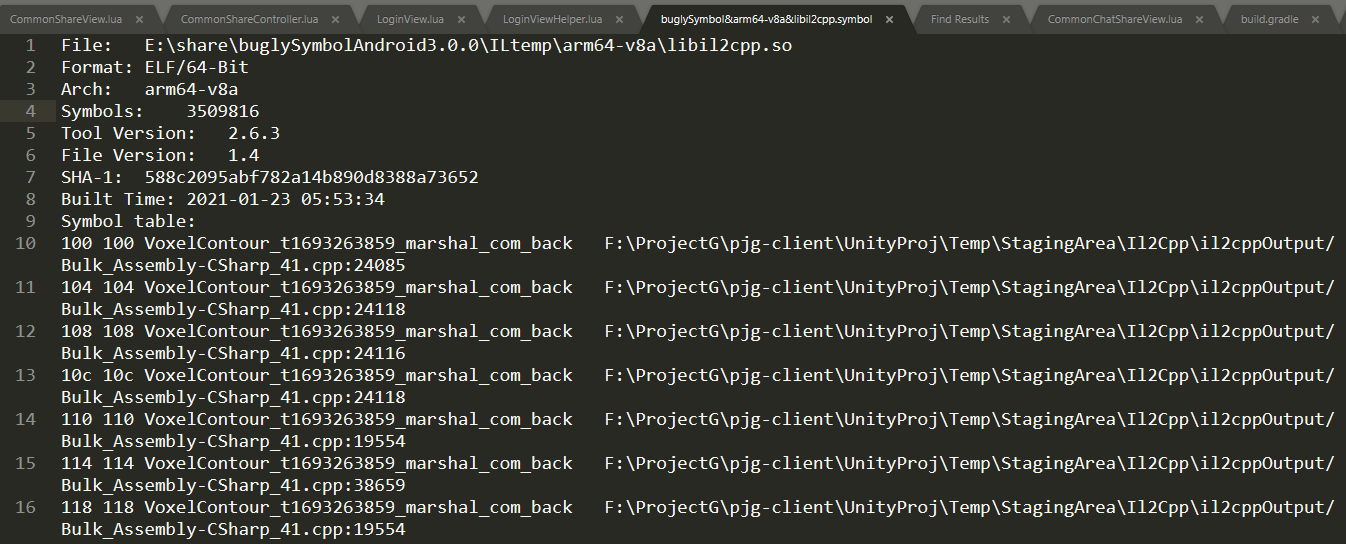 CommonShareView.lua × CommonShareController.lua × LoginView.lua × LoginViewHelper.lua × buglySymbol&arm64-v8a&libil2cpp.symbol × Find Results × CommonChatShareView.lua × build.gradle ×
1 File: E:\share\buglySymbolAndroid3.0.0\ILtemp\arm64-v8a\libil2cpp.so
2 Format: ELF/64-Bit
3 Arch: arm64-v8a
4 Symbols: 3509816
5 Tool Version: 2.6.3
6 File Version: 1.4
7 SHA-1: 588c2095abf782a14b890d8388a73652
8 Built Time: 2021-01-23 05:53:34
9 Symbol table:
10 100 100 VoxelContour_t1693263859_marshal_com_back F:\ProjectG\pjg-client\UnityProj\Temp\StagingArea\Il2Cpp\il2cppOutput/
Bulk_Assembly-CSharp_41.cpp:24085
11 104 104 VoxelContour_t1693263859_marshal_com_back F:\ProjectG\pjg-client\UnityProj\Temp\StagingArea\Il2Cpp\il2cppOutput/
Bulk_Assembly-CSharp_41.cpp:24118
12 108 108 VoxelContour_t1693263859_marshal_com_back F:\ProjectG\pjg-client\UnityProj\Temp\StagingArea\Il2Cpp\il2cppOutput/
Bulk_Assembly-CSharp_41.cpp:24116
13 10c 10c VoxelContour_t1693263859_marshal_com_back F:\ProjectG\pjg-client\UnityProj\Temp\StagingArea\Il2Cpp\il2cppOutput/
Bulk_Assembly-CSharp_41.cpp:24118
14 110 110 VoxelContour_t1693263859_marshal_com_back F:\ProjectG\pjg-client\UnityProj\Temp\StagingArea\Il2Cpp\il2cppOutput/
Bulk_Assembly-CSharp_41.cpp:19554
15 114 114 VoxelContour_t1693263859_marshal_com_back F:\ProjectG\pjg-client\UnityProj\Temp\StagingArea\Il2Cpp\il2cppOutput/
Bulk_Assembly-CSharp_41.cpp:38659
16 118 118 VoxelContour_t1693263859_marshal_com_back F:\ProjectG\pjg-client\UnityProj\Temp\StagingArea\Il2Cpp\il2cppOutput/
Bulk_Assembly-CSharp_41.cpp:19554